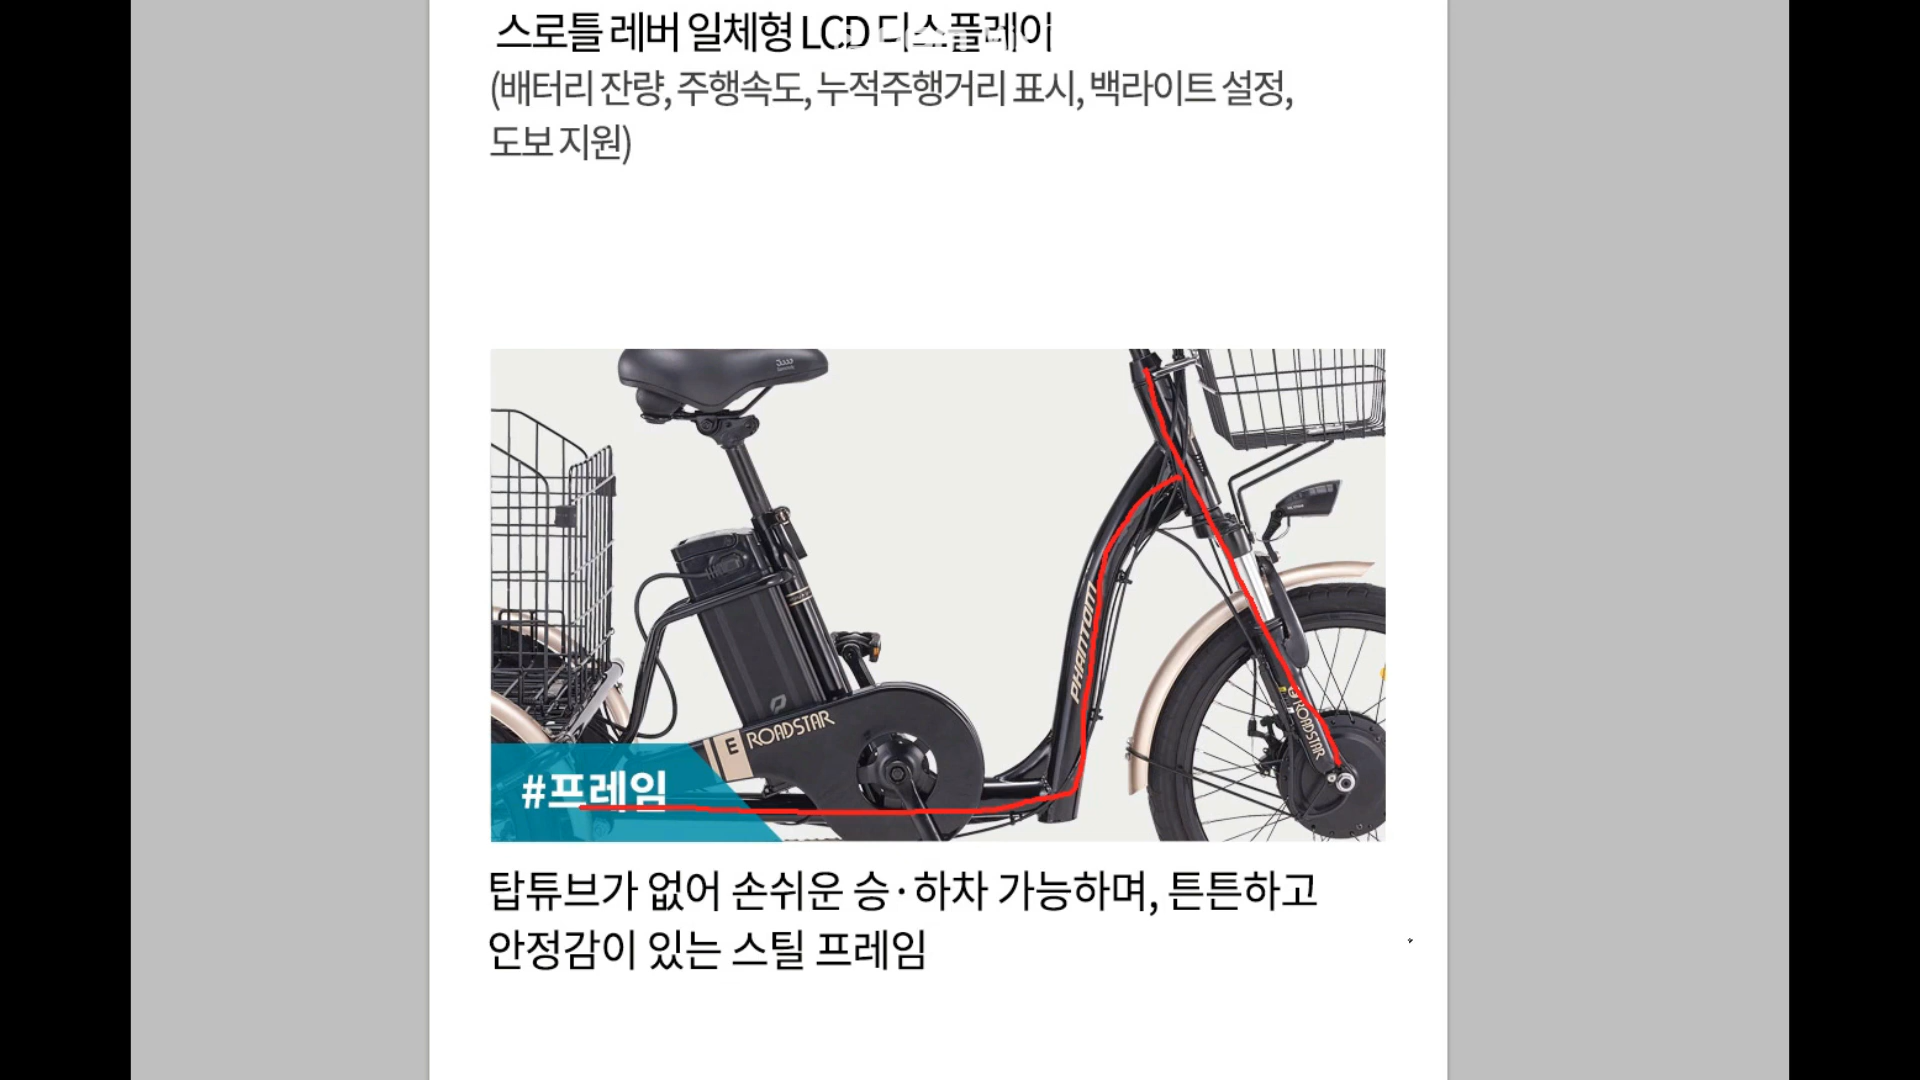 스로틀 레버 일체형 LCD 디스플레이
(배터리 잔량, 주행속도, 누적주행거리 표시, 백라이트 설정,
도보 지원)
PHANTOM
E ROADSTAR
ROADSTAR
#프레임
탑튜브가 없어 손쉬운 승·하차 가능하며, 튼튼하고
안정감이 있는 스틸 프레임